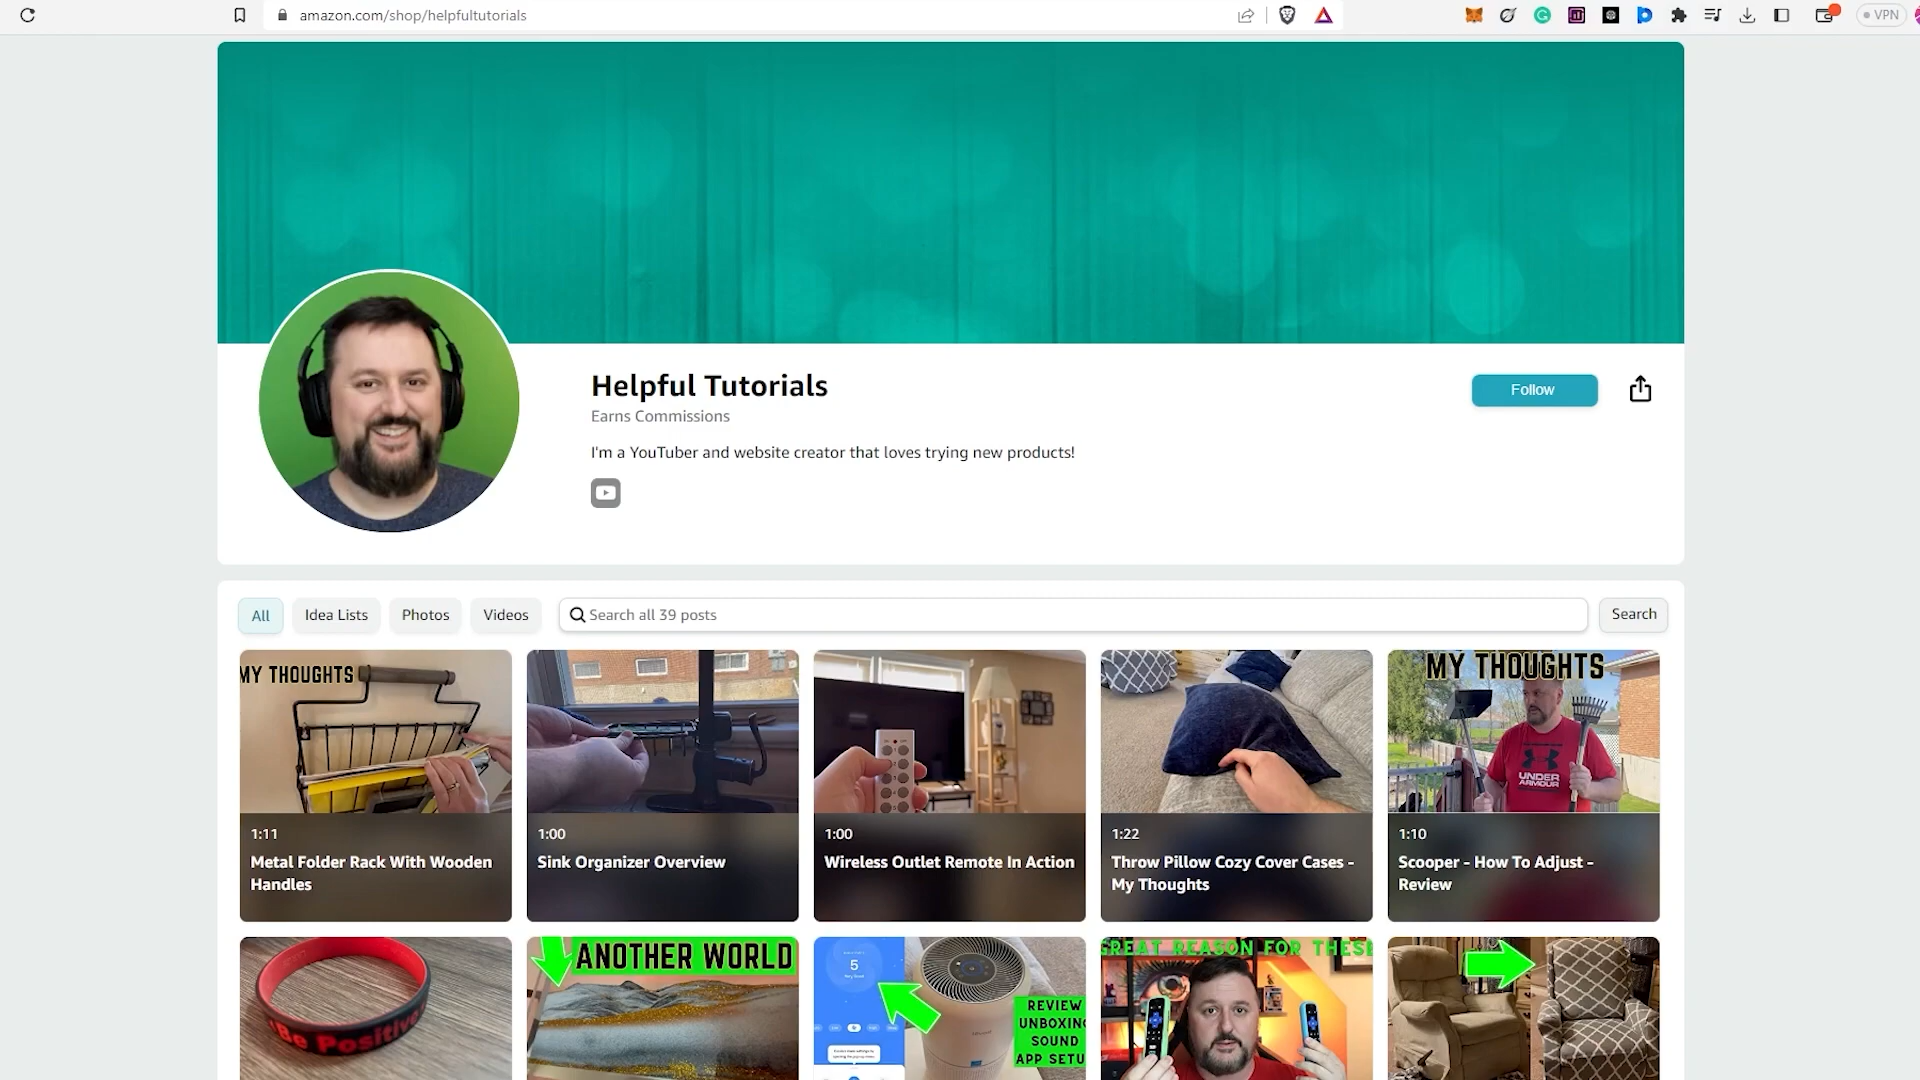 amazon.com/shop/helpfultutorials
VPN
Helpful Tutorials
Earns Commissions
Follow
I'm a YouTuber and website creator that loves trying new products!
All
Idea Lists
Photos
Videos
Search all 39 posts
Search
MY THOUGHTS
1:11
Metal Folder Rack With Wooden
Handles
1:00
Sink Organizer Overview
1:00
Wireless Outlet Remote In Action
1:22
Throw Pillow Cozy Cover Cases -
My Thoughts
MY THOUGHTS
UNDER
ARMOUR
1:10
Scooper - How To Adjust -
Review
Be Positive
ANOTHER WORLD
5
REVIEW
UNBOXING
SOUND
APP SETU
GREAT REASON FOR THESE